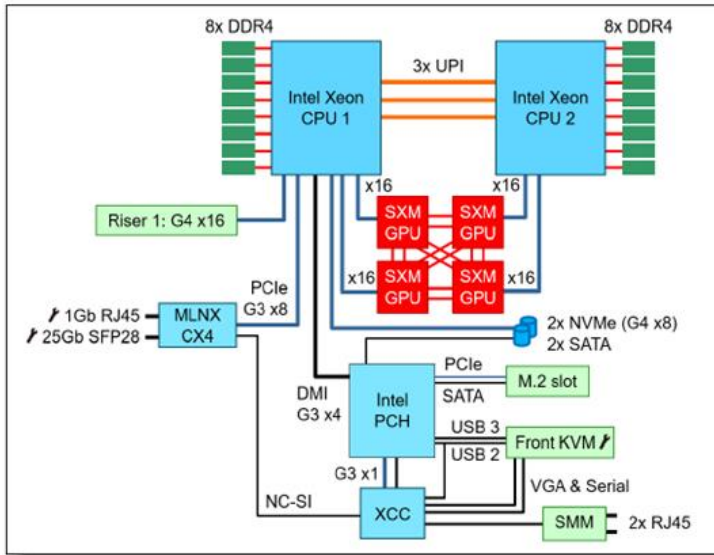 8x DDR4
8x DDR4
3x UPI
Intel Xeon
CPU 1
Intel Xeon
CPU 2
x16
x16
SXM
GPU
SXM
GPU
Riser 1: G4 x16
x16
SXM
GPU
SXM
GPU
x16
PCIe
G3 x8
1Gb RJ45
25Gb SFP28
MLNX
CX4
2x NVMe (G4 x8)
2x SATA
DMI
G3 x4
Intel
PCH
PCIe
SATA
M.2 slot
USB 3
USB 2
Front KVM
G3 x1
VGA & Serial
NC-SI
XCC
SMM
2x RJ45